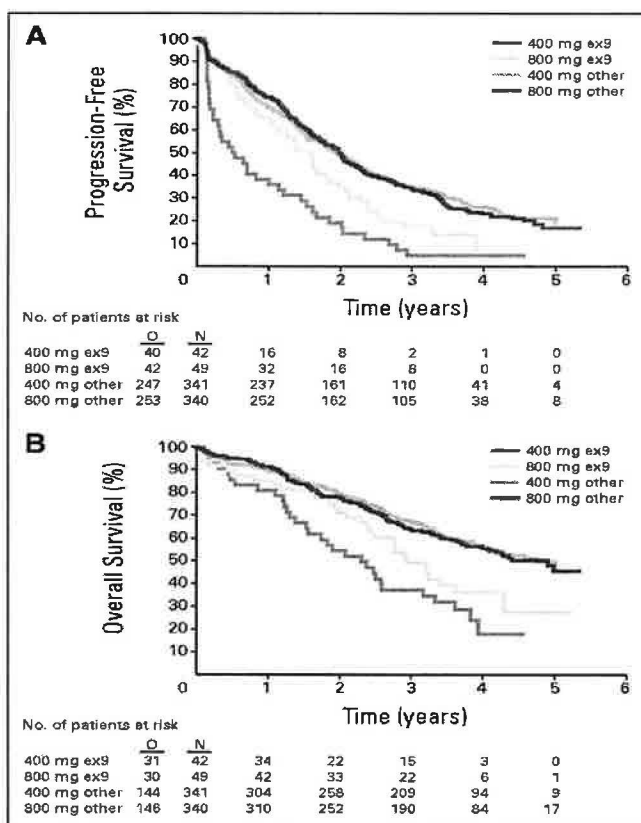 A
100
90
80
70
60
50
40
30
20
10
0
1
2
3
4
5
6
Progression-Free
Survival (%)
Time (years)
400 mg ex9
800 mg ex9
400 mg other
800 mg other
No. of patients at risk
O N
400 mg ex9 40 42 16 8 2 1 0
800 mg ex9 42 49 32 16 8 0 0
400 mg other 247 341 237 161 110 41 4
800 mg other 253 340 252 162 105 38 8
B
100
90
80
70
60
50
40
30
20
10
0
1
2
3
4
5
6
Overall Survival (%)
Time (years)
400 mg ex9
800 mg ex9
400 mg other
800 mg other
No. of patients at risk
O N
400 mg ex9 31 42 34 22 15 3 0
800 mg ex9 30 49 42 33 22 6 1
400 mg other 144 341 304 258 209 94 9
800 mg other 146 340 310 252 190 84 17